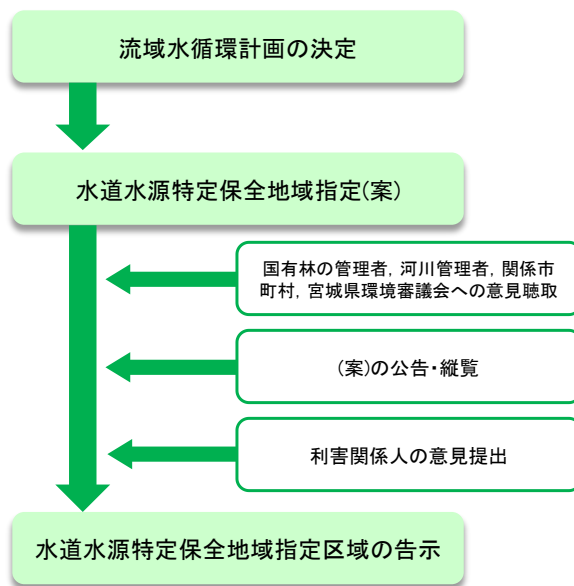 流域水循環計画の決定
水道水源特定保全地域指定(案)
国有林の管理者, 河川管理者, 関係市
町村, 宮城県環境審議会への意見聴取
(案)の公告・縦覧
利害関係人の意見提出
水道水源特定保全地域指定区域の告示